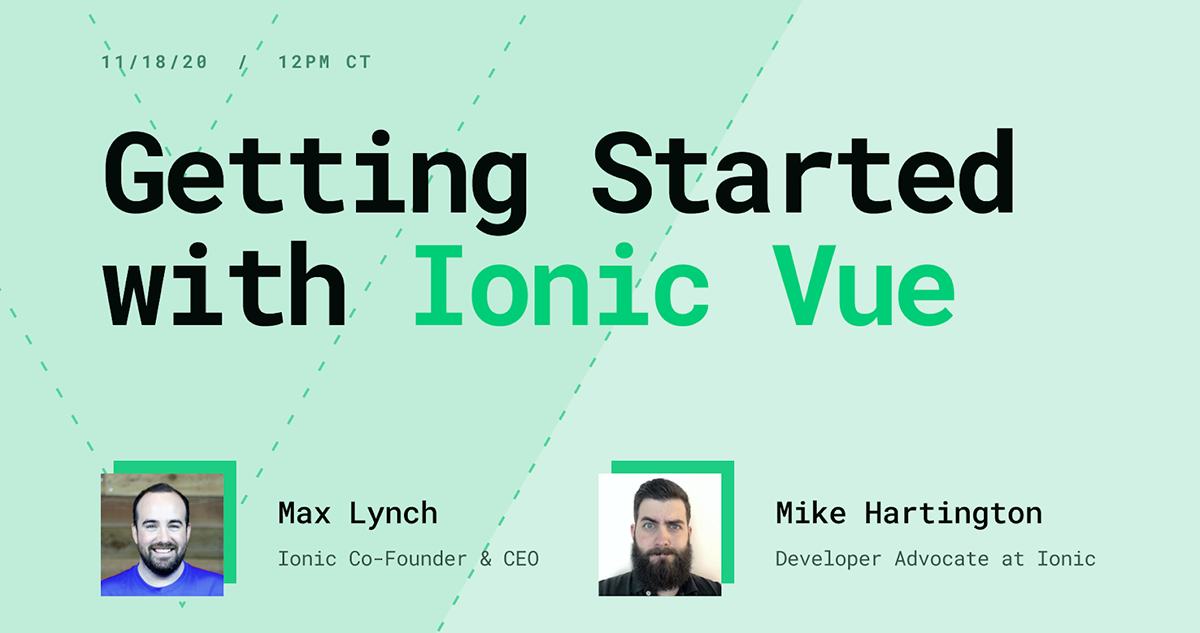 11/18/20 / 12PM CT
Getting Started
with Ionic Vue
Max Lynch
Ionic Co-Founder & CEO
Mike Hartington
Developer Advocate at Ionic